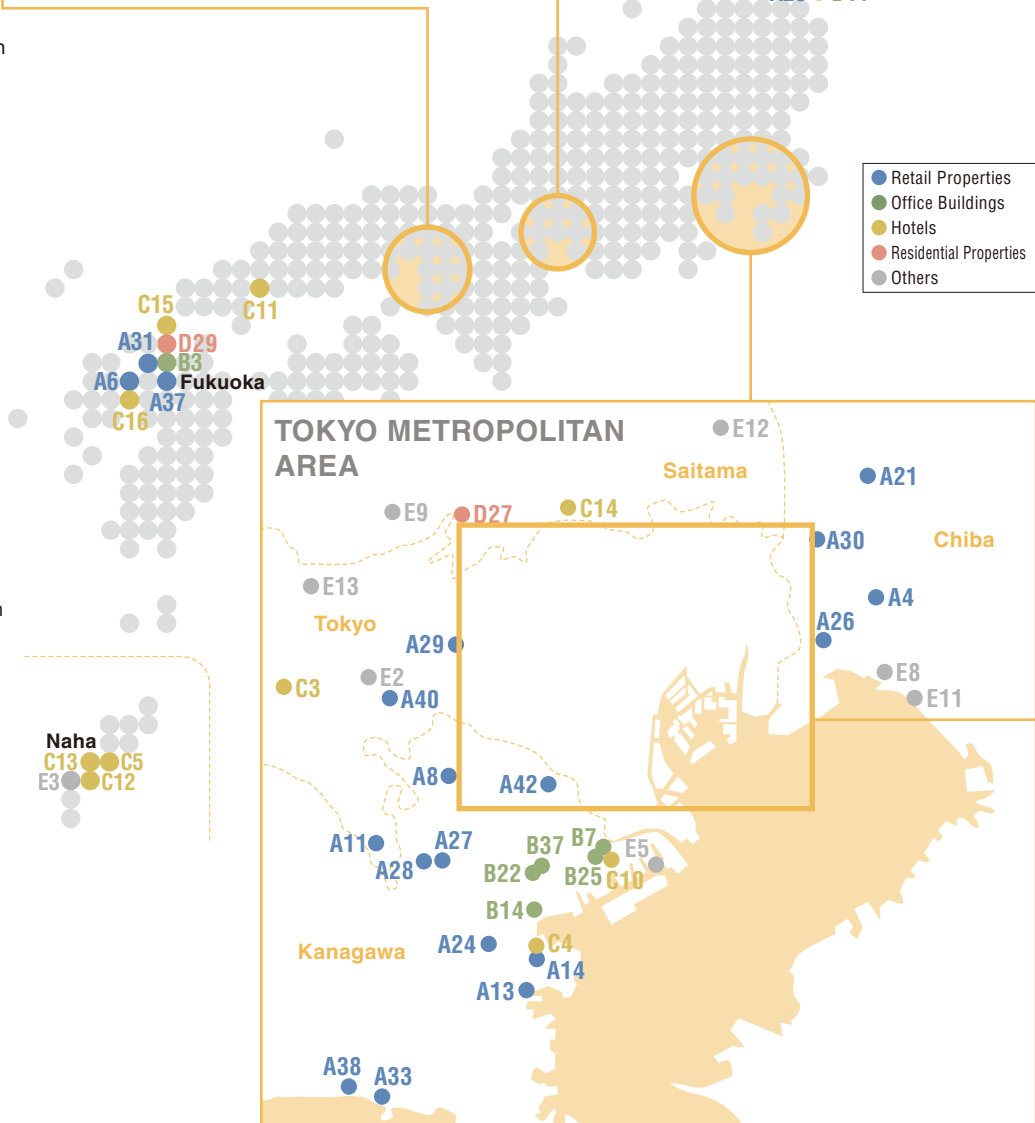 Retail Properties
Office Buildings
Hotels
Residential Properties
Others
C15
C11
A31
D29
B3
A6
Fukuoka
A37
C16
TOKYO METROPOLITAN
AREA
E12
Saitama
A21
E9
D27
C14
A30
Chiba
E13
A4
Tokyo
A26
A29
E2
E8
C3
A40
E11
Naha
C13
C5
E3
C12
A8
A42
A11
A27
A28
B37
B7
E5
B22
B25
C10
B14
A24
C4
Kanagawa
A14
A13
A38
A33